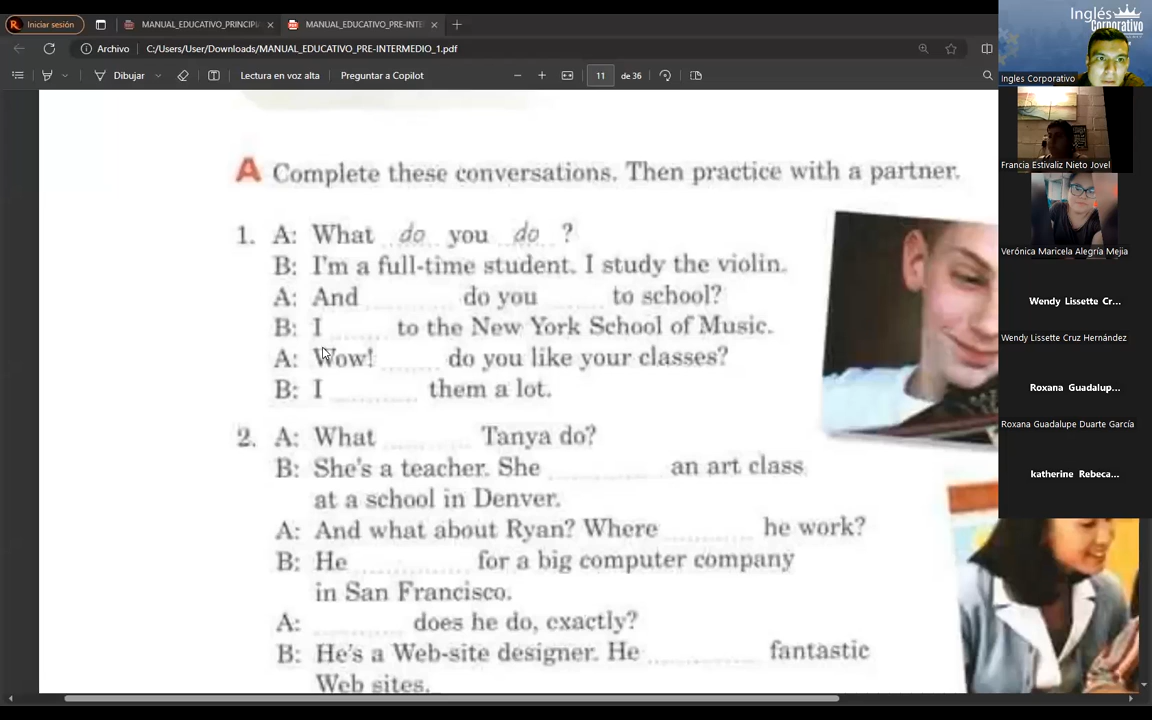 Iniciar sesión
MANUAL_EDUCATIVO_PRINCIPI
MANUAL_EDUCATIVO_PRE-INTER
Archivo
C:/Users/User/Downloads/MANUAL_EDUCATIVO_PRE-INTERMEDIO_1.pdf
Dibujar
Lectura en voz alta
Preguntar a Copilot
11
de 36
A Complete these conversations. Then practice with a partner.
1. A: What do you do ?
B: I'm a full-time student. I study the violin.
A: And ........ do you ...... to school?
B: I ...... to the New York School of Music.
A: Wow! ...... do you like your classes?
B: I ........ them a lot.
2. A: What ........ Tanya do?
B: She's a teacher. She ............ an art class
at a school in Denver.
A: And what about Ryan? Where ......... he work?
B: He ........... for a big computer company
in San Francisco.
A: ......... does he do, exactly?
B: He's a Web-site designer. He ........... fantastic
Web sites.
Inglés
Corporativo
Ingles Corporativo
Francia Estivaliz Nieto Jovel
Verónica Maricela Alegría Mejia
Wendy Lissette Cr...
Wendy Lissette Cruz Hernández
Roxana Guadalup...
Roxana Guadalupe Duarte García
katherine Rebeca...